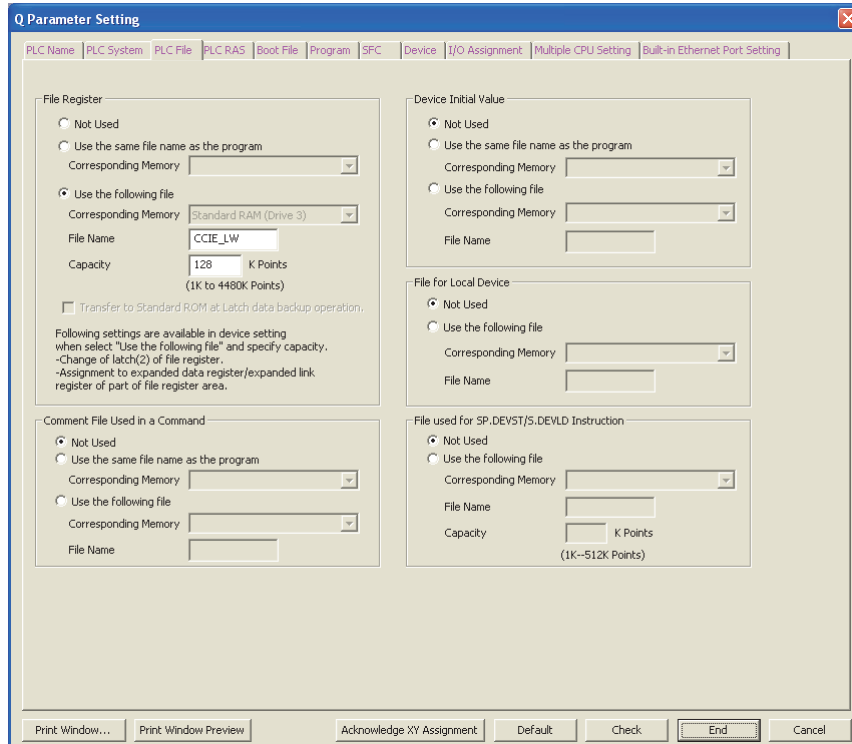 Q Parameter Setting
PLC Name PLC System PLC File PLC RAS Boot File Program SFC Device I/O Assignment Multiple CPU Setting Built-in Ethernet Port Setting
File Register
Not Used
Use the same file name as the program
Corresponding Memory
Use the following file
Corresponding Memory Standard RAM (Drive 3)
File Name CCIE_LW
Capacity 128 K Points
(1K to 4480K Points)
Transfer to Standard ROM at Latch data backup operation.
Following settings are available in device setting
when select "Use the following file" and specify capacity.
-Change of latch(2) of file register.
-Assignment to expanded data register/expanded link
register of part of file register area.
Comment File Used in a Command
Not Used
Use the same file name as the program
Corresponding Memory
Use the following file
Corresponding Memory
File Name
Device Initial Value
Not Used
Use the same file name as the program
Corresponding Memory
Use the following file
Corresponding Memory
File Name
File for Local Device
Not Used
Use the following file
Corresponding Memory
File Name
File used for SP.DEVST/S.DEVLD Instruction
Not Used
Use the following file
Corresponding Memory
File Name
Capacity K Points
(1K--512K Points)
Print Window... Print Window Preview Acknowledge XY Assignment Default Check End Cancel